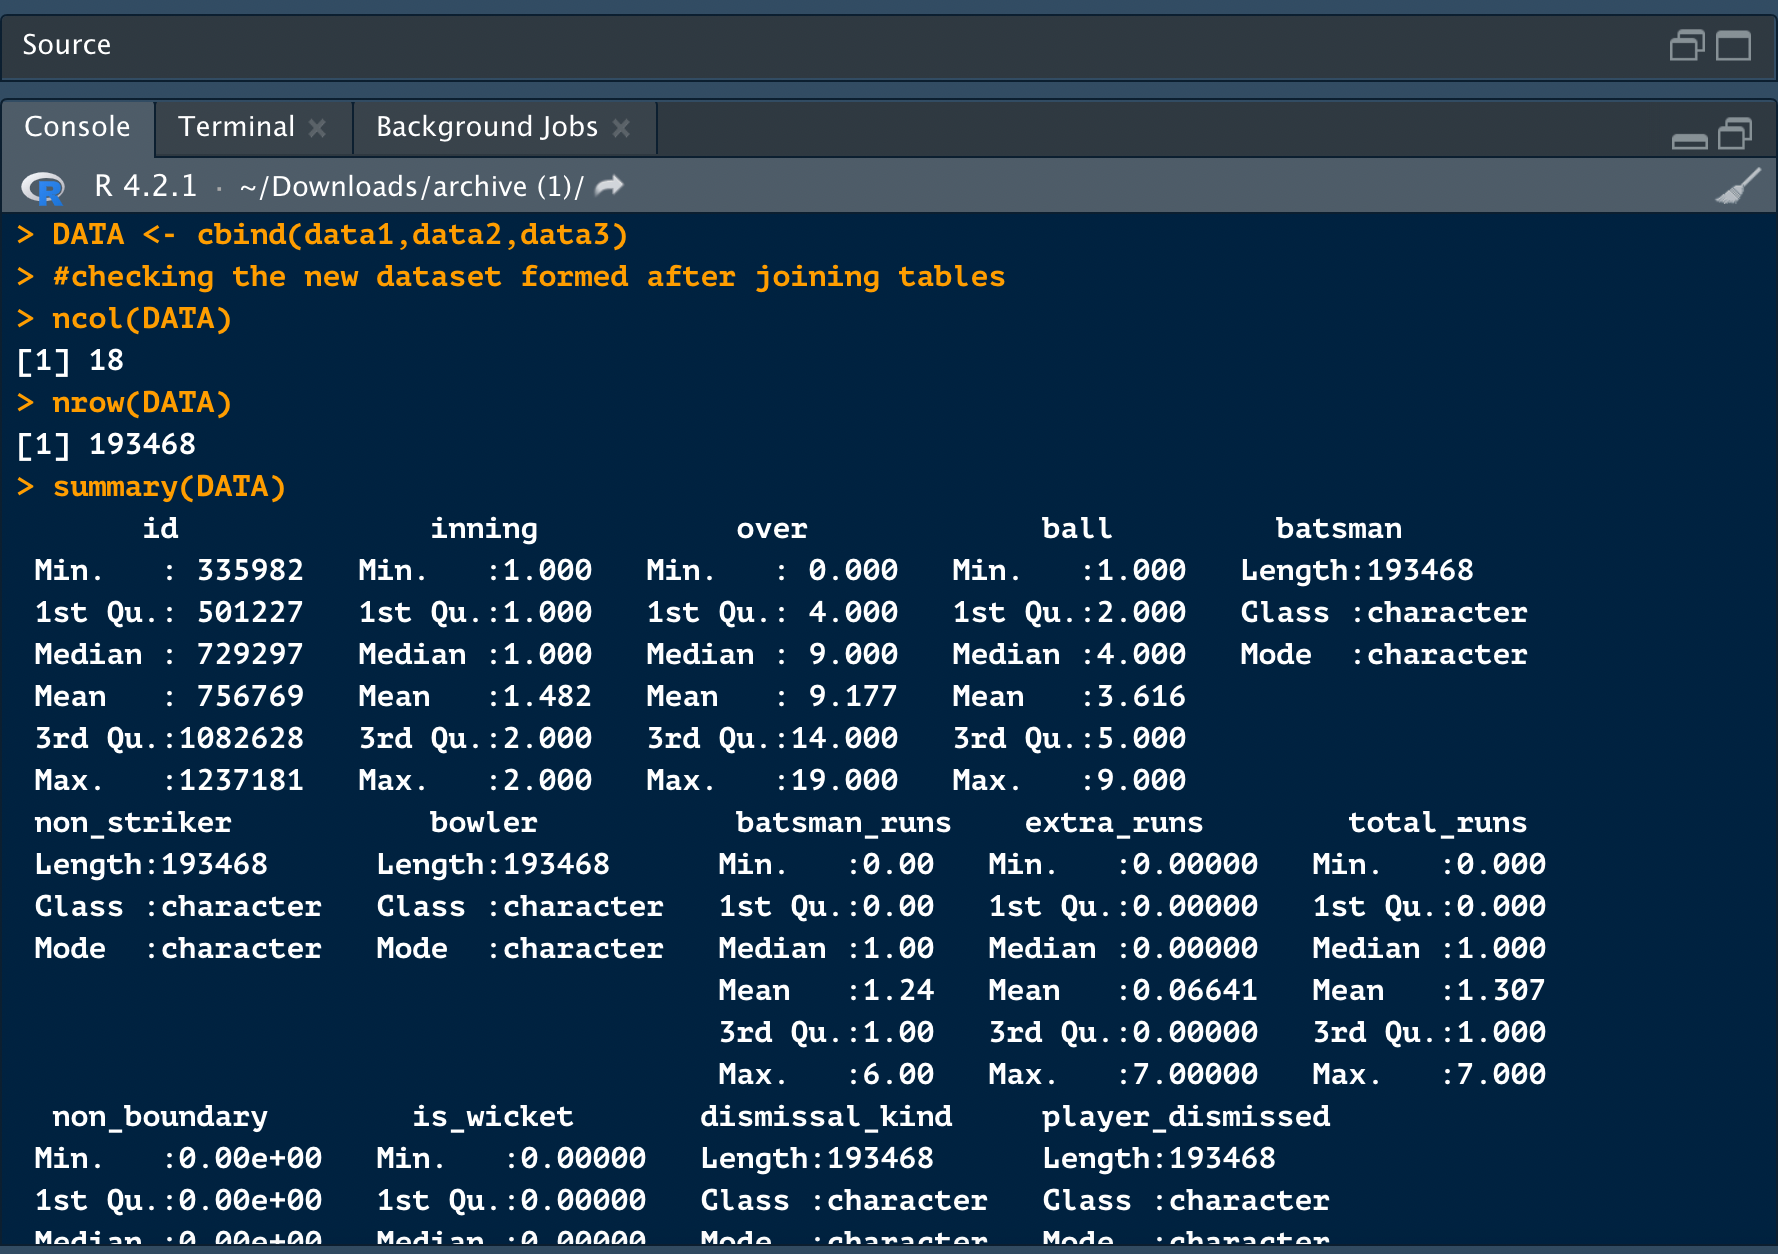 Source
Console Terminal Background Jobs
R 4.2.1 · ~/Downloads/archive (1)/
> DATA <- cbind(data1,data2,data3)
> #checking the new dataset formed after joining tables
> ncol(DATA)
[1] 18
> nrow(DATA)
[1] 193468
> summary(DATA)
id inning over ball batsman
Min. : 335982 Min. :1.000 Min. : 0.000 Min. :1.000 Length:193468
1st Qu.: 501227 1st Qu.:1.000 1st Qu.: 4.000 1st Qu.:2.000 Class :character
Median : 729297 Median :1.000 Median : 9.000 Median :4.000 Mode :character
Mean : 756769 Mean :1.482 Mean : 9.177 Mean :3.616
3rd Qu.:1082628 3rd Qu.:2.000 3rd Qu.:14.000 3rd Qu.:5.000
Max. :1237181 Max. :2.000 Max. :19.000 Max. :9.000
non_striker bowler batsman_runs extra_runs total_runs
Length:193468 Length:193468 Min. :0.00 Min. :0.00000 Min. :0.000
Class :character Class :character 1st Qu.:0.00 1st Qu.:0.00000 1st Qu.:0.000
Mode :character Mode :character Median :1.00 Median :0.00000 Median :1.000
Mean :1.24 Mean :0.06641 Mean :1.307
3rd Qu.:1.00 3rd Qu.:0.00000 3rd Qu.:1.000
Max. :6.00 Max. :7.00000 Max. :7.000
non_boundary is_wicket dismissal_kind player_dismissed
Min. :0.00e+00 Min. :0.00000 Length:193468 Length:193468
1st Qu.:0.00e+00 1st Qu.:0.00000 Class :character Class :character
Median :0.00e+00 Median :0.00000 Mode :character Mode :character